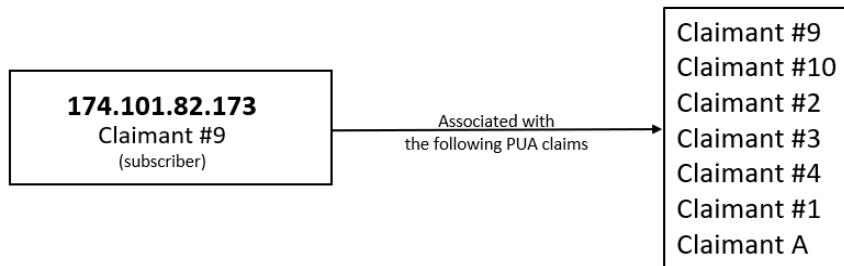 174.101.82.173
Claimant #9
(subscriber)
Associated with
the following PUA claims
Claimant #9
Claimant #10
Claimant #2
Claimant #3
Claimant #4
Claimant #1
Claimant A